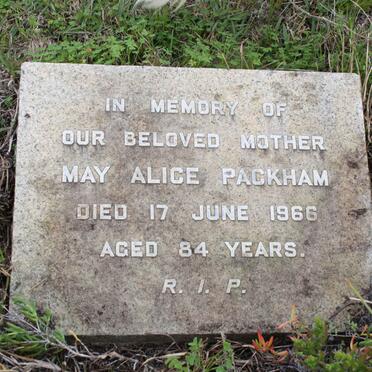 IN MEMORY OF
OUR BELOVED MOTHER
MAY ALICE PACKHAM
DIED 17 JUNE 1966
AGED 84 YEARS.
R. I. P.